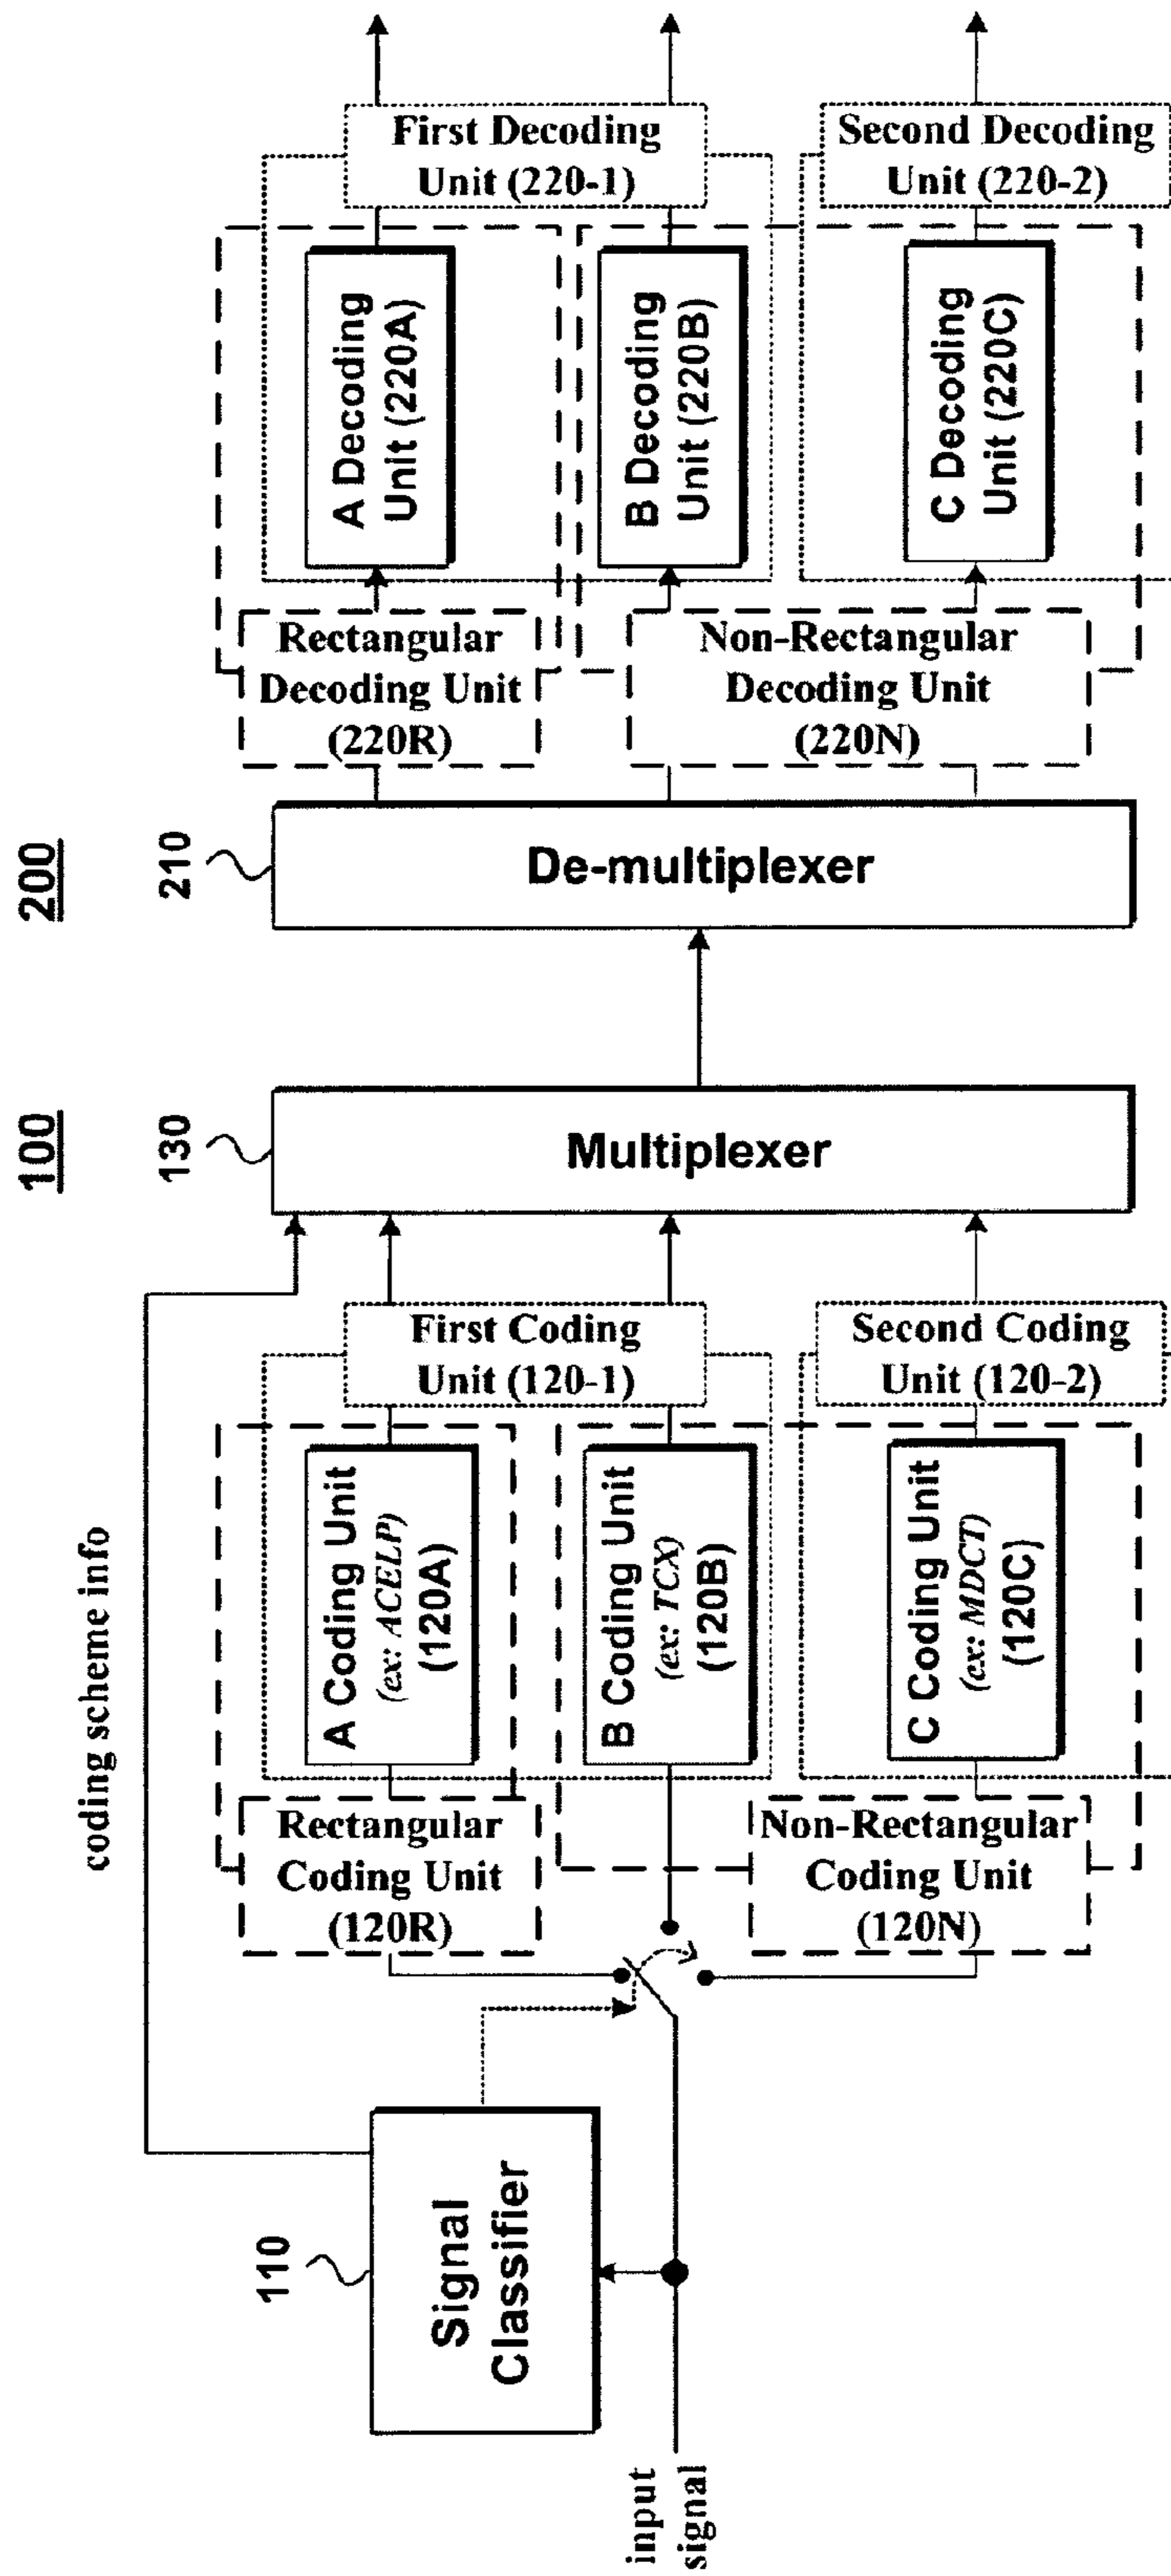 100
200
coding scheme info
110
Signal
Classifier
input
signal
Rectangular
Coding Unit
(120R)
Non-Rectangular
Coding Unit
(120N)
A Coding Unit
(ex: ACELP)
(120A)
B Coding Unit
(ex: TCX)
(120B)
C Coding Unit
(ex: MDCT)
(120C)
First Coding
Unit (120-1)
Second Coding
Unit (120-2)
130
Multiplexer
210
De-multiplexer
Rectangular
Decoding Unit
(220R)
Non-Rectangular
Decoding Unit
(220N)
A Decoding
Unit (220A)
B Decoding
Unit (220B)
C Decoding
Unit (220C)
First Decoding
Unit (220-1)
Second Decoding
Unit (220-2)